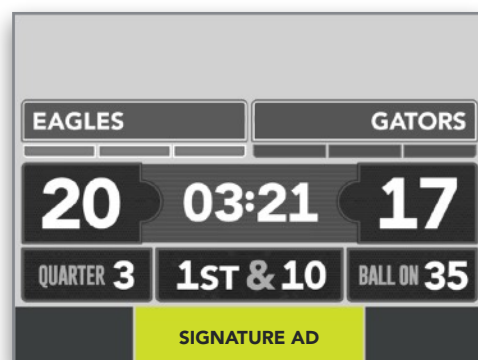 EAGLES GATORS
20 03:21 17
QUARTER 3 1ST & 10 BALL ON 35
SIGNATURE AD